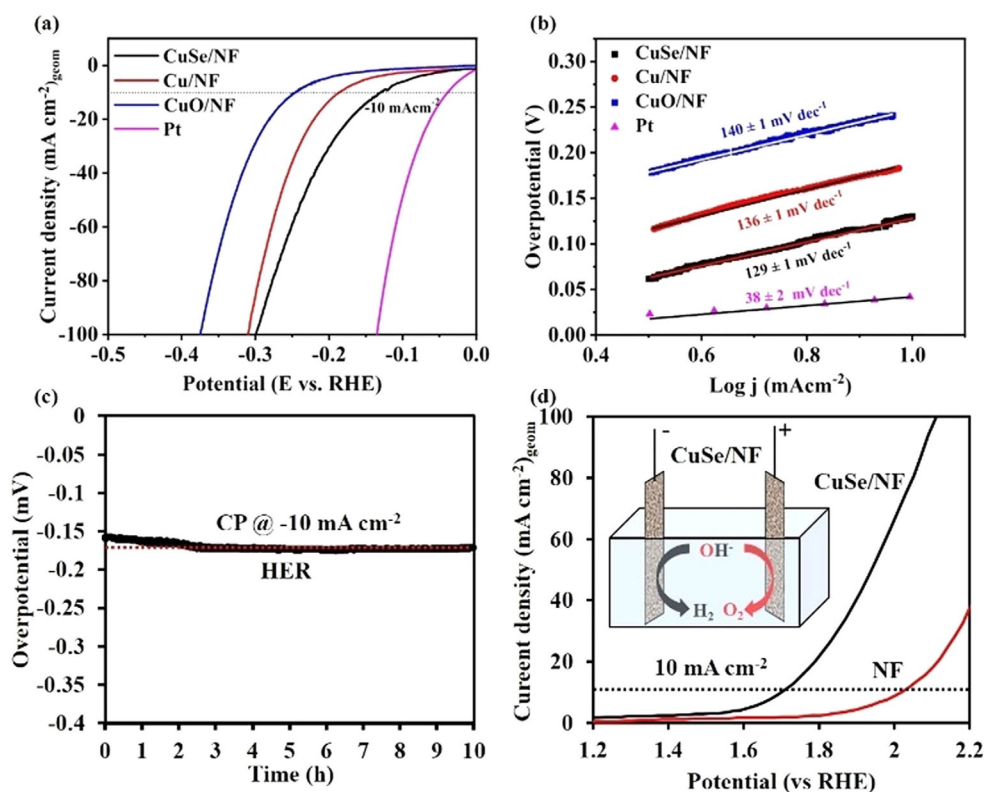 (a)
CuSe/NF
Cu/NF
CuO/NF
Pt
-10 mAcm-2
0
-20
-40
-60
-80
-100
-0.5
-0.4
-0.3
-0.2
-0.1
0.0
Current density (mA cm-2)geom
Potential (E vs. RHE)
(b)
CuSe/NF
Cu/NF
CuO/NF
Pt
140 ± 1 mV dec-1
136 ± 1 mV dec-1
129 ± 1 mV dec-1
38 ± 2 mV dec-1
0.30
0.25
0.20
0.15
0.10
0.05
0.00
0.4
0.6
0.8
1.0
Overpotential (V)
Log j (mAcm-2)
(c)
0
-0.05
-0.1
-0.15
-0.2
-0.25
-0.3
-0.35
-0.4
CP @ -10 mA cm-2
HER
0 1 2 3 4 5 6 7 8 9 10
Overpotential (mV)
Time (h)
(d)
100
80
60
40
20
0
- +
CuSe/NF
CuSe/NF
OH-
H2 O2
10 mA cm-2
NF
1.2
1.4
1.6
1.8
2
2.2
Cureent density (mA cm-2)geom
Potential (vs RHE)